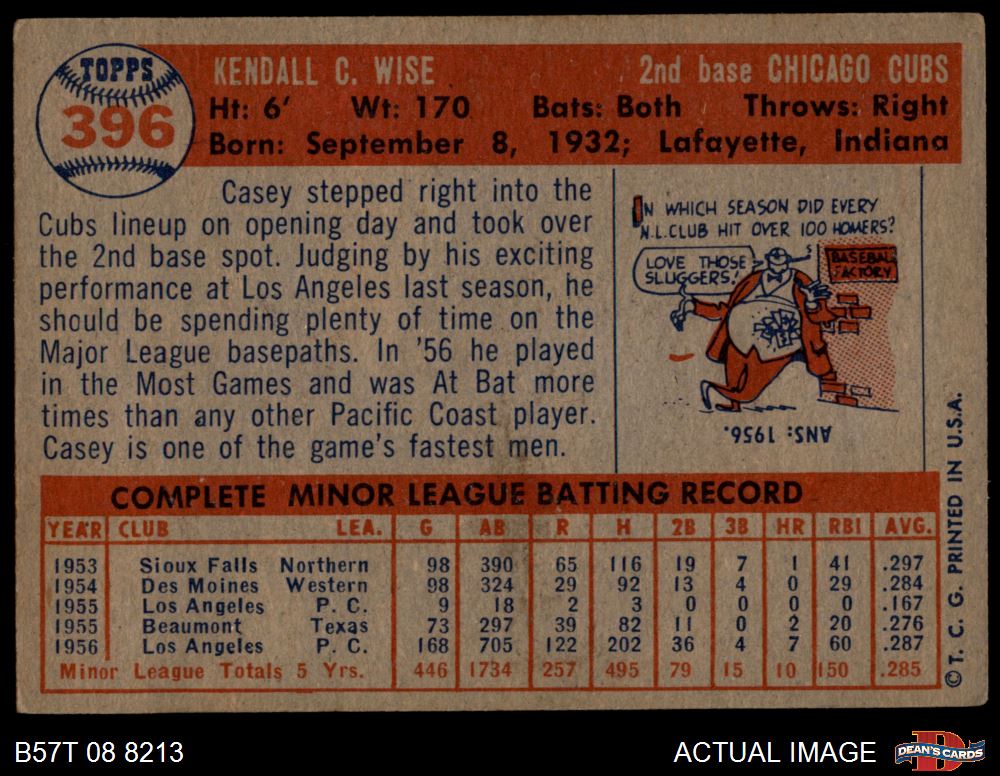 TOPPS
396
KENDALL C. WISE 2nd base CHICAGO CUBS
Ht: 6' Wt: 170 Bats: Both Throws: Right
Born: September 8, 1932; Lafayette, Indiana
Casey stepped right into the
Cubs lineup on opening day and took over
the 2nd base spot. Judging by his exciting
performance at Los Angeles last season, he
should be spending plenty of time on the
Major League basepaths. In '56 he played
in the Most Games and was At Bat more
times than any other Pacific Coast player.
Casey is one of the game's fastest men.
IN WHICH SEASON DID EVERY
N.L. CLUB HIT OVER 100 HOMERS?
LOVE THOSE
SLUGGERS!
BASEBALL
FACTORY
ANS: 1956.
COMPLETE MINOR LEAGUE BATTING RECORD
YEAR CLUB LEA. G AB R H 2B 3B HR RBI AVG.
1953 Sioux Falls Northern 98 390 65 116 19 7 1 41 .297
1954 Des Moines Western 98 324 29 92 13 4 0 29 .284
1955 Los Angeles P. C. 9 18 2 3 0 0 0 0 .167
1955 Beaumont Texas 73 297 39 82 11 0 2 20 .276
1956 Los Angeles P. C. 168 705 122 202 36 4 7 60 .287
Minor League Totals 5 Yrs. 446 1734 257 495 79 15 10 150 .285
© T. C. G. PRINTED IN U.S.A.
B57T 08 8213 ACTUAL IMAGE
D
DEAN'S CARDS